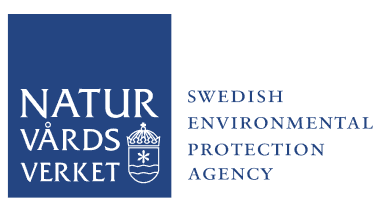 NATUR
VÅRDS
VERKET
SWEDISH
ENVIRONMENTAL
PROTECTION
AGENCY